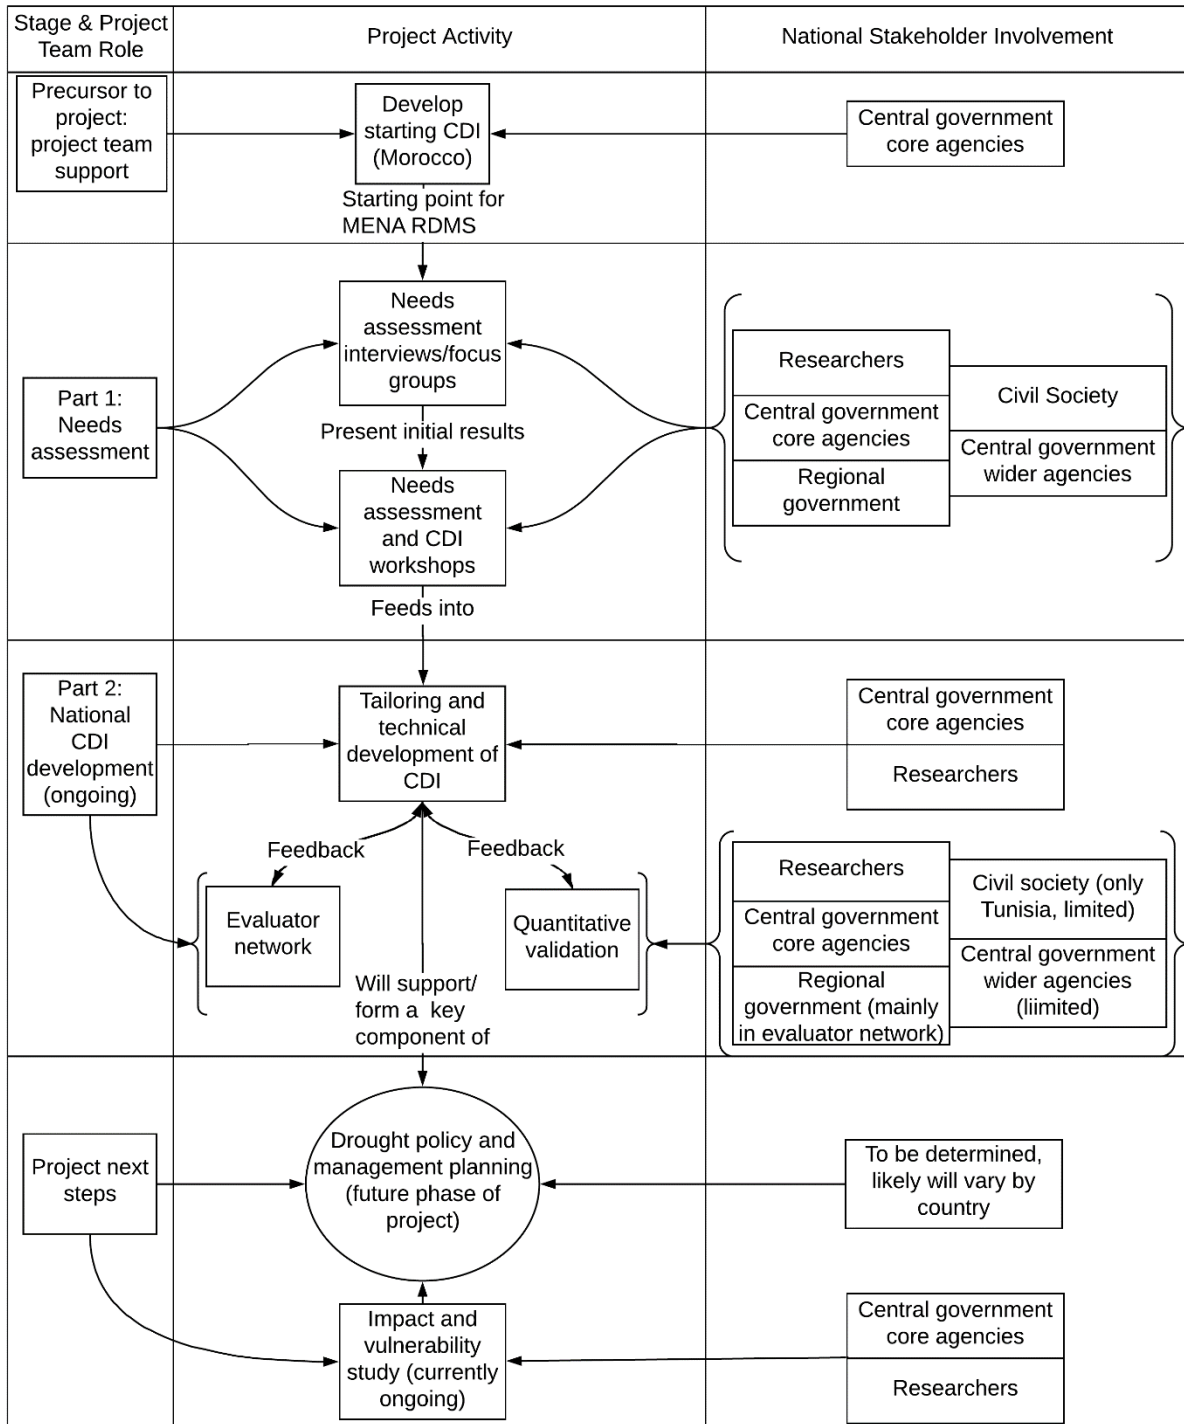 Stage & Project
Team Role
Project Activity
National Stakeholder Involvement
Precursor to
project:
project team
support
Develop
starting CDI
(Morocco)
Central government
core agencies
Starting point for
MENA RDMS
Part 1:
Needs
assessment
Needs
assessment
interviews/focus
groups
Present initial results
Needs
assessment
and CDI
workshops
Feeds into
Researchers
Central government
core agencies
Regional
government
Civil Society
Central government
wider agencies
Part 2:
National
CDI
development
(ongoing)
Tailoring and
technical
development of
CDI
Central government
core agencies
Researchers
Feedback
Feedback
Evaluator
network
Quantitative
validation
Will support/
form a key
component of
Researchers
Central government
core agencies
Regional
government (mainly
in evaluator network)
Civil society (only
Tunisia, limited)
Central government
wider agencies
(liimited)
Project next
steps
Drought policy and
management planning
(future phase of
project)
To be determined,
likely will vary by
country
Impact and
vulnerability
study (currently
ongoing)
Central government
core agencies
Researchers